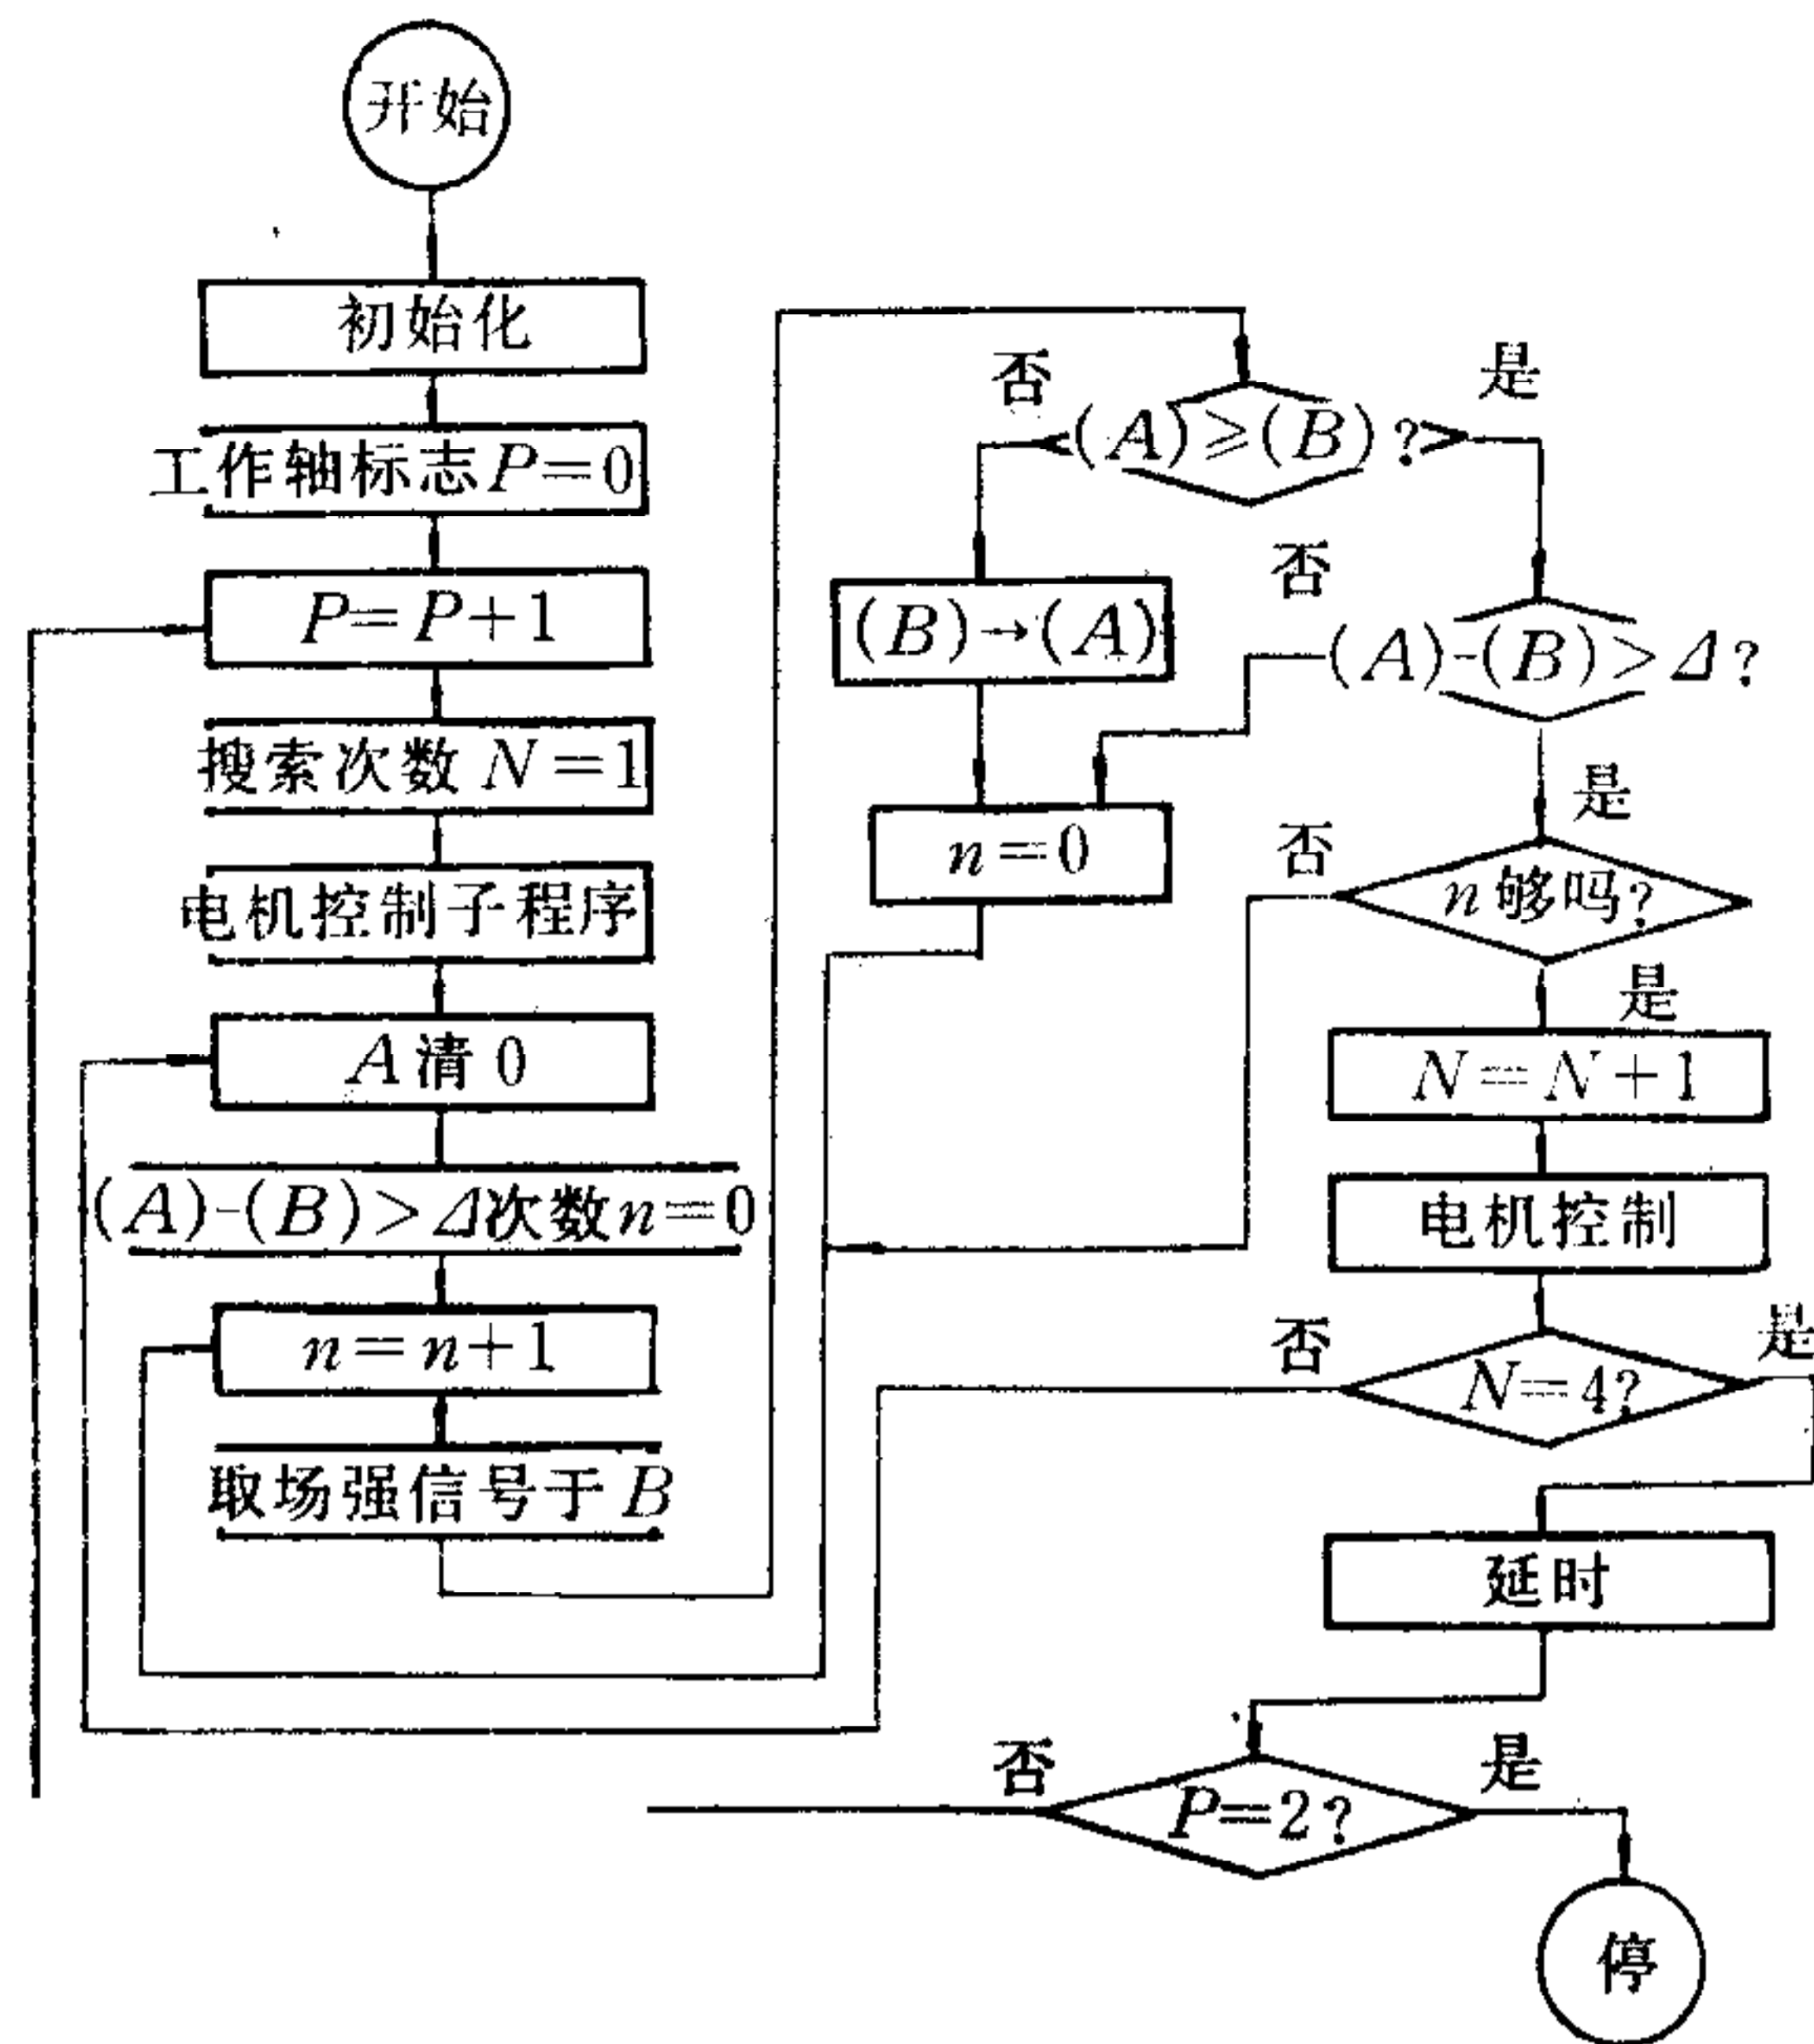 开始
初始化
工作轴标志P=0
P=P+1
搜索次数 N=1
电机控制子程序
A清0
(A)-(B)>Δ次数n=0
n=n+1
取场强信号于B
否
是
(A)≥(B)?
(B)→(A)
否
(A)-(B)>Δ?
n=0
是
否
n够吗?
是
N=N+1
电机控制
否
是
N=4?
延时
否
是
P=2?
停